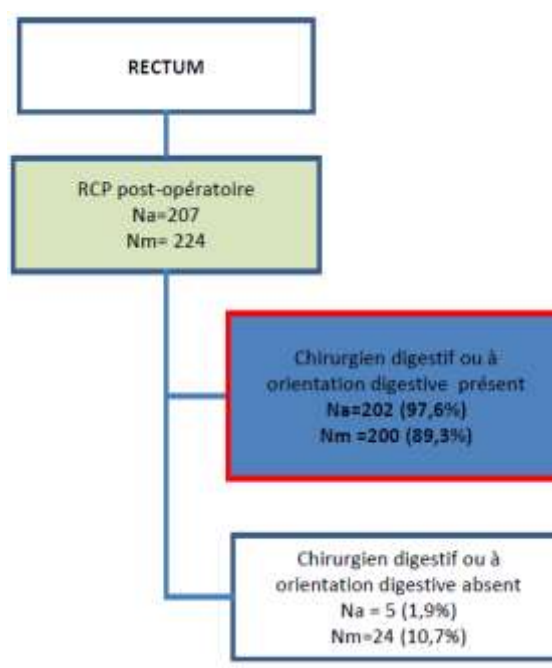 RECTUM
RCP post-opératoire
Na=207
Nm= 224
Chirurgien digestif ou à
orientation digestive présent
Na=202 (97,6%)
Nm =200 (89,3%)
Chirurgien digestif ou à
orientation digestive absent
Na = 5 (1,9%)
Nm=24 (10,7%)